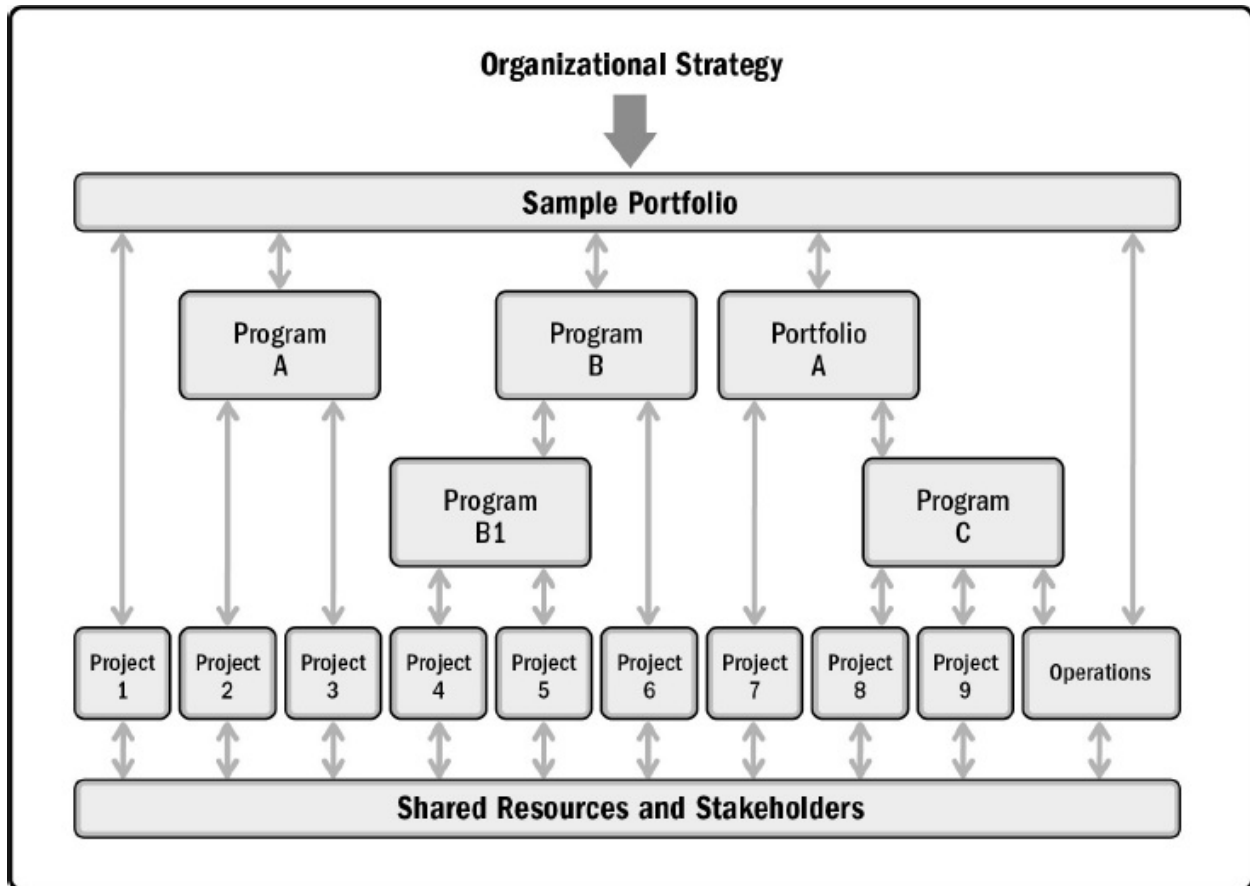 Organizational Strategy
Sample Portfolio
Program
A
Program
B
Portfolio
A
Program
B1
Program
C
Project
1
Project
2
Project
3
Project
4
Project
5
Project
6
Project
7
Project
8
Project
9
Operations
Shared Resources and Stakeholders